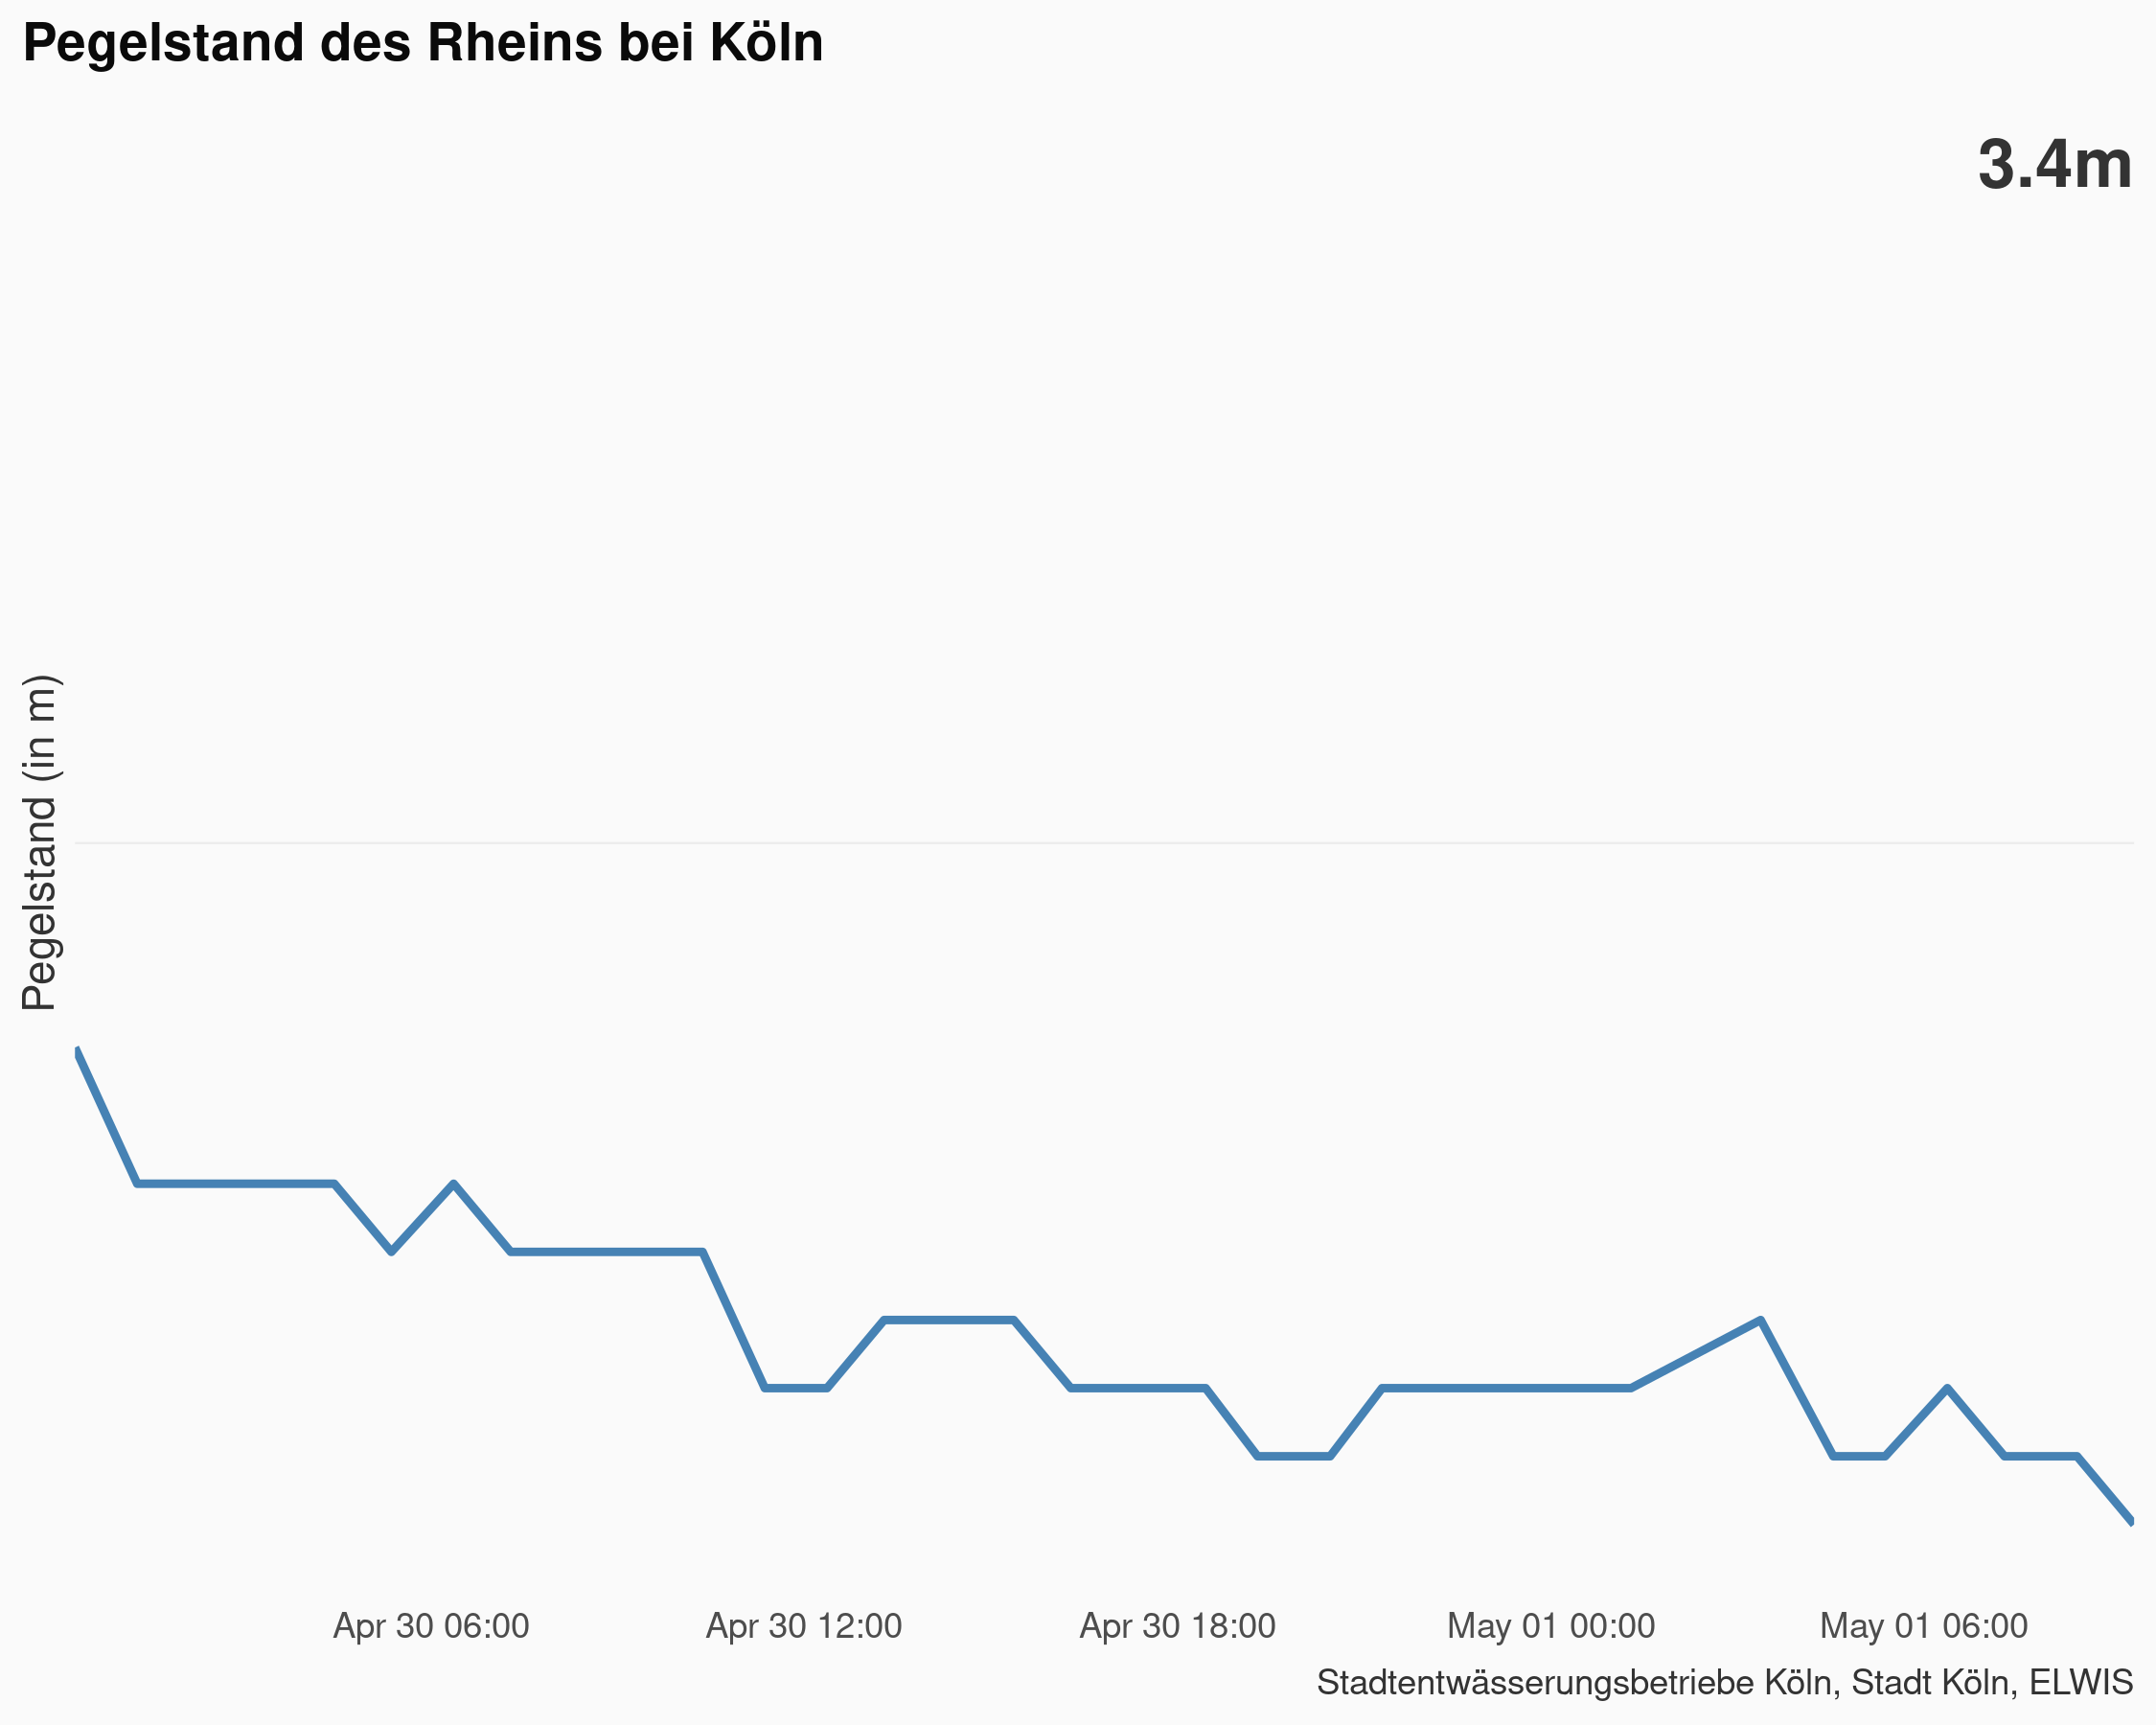 Pegelstand des Rheins bei Köln
3.4m
Pegelstand (in m)
Apr 30 06:00
Apr 30 12:00
Apr 30 18:00
May 01 00:00
May 01 06:00
Stadtentwässerungsbetriebe Köln, Stadt Köln, ELWIS